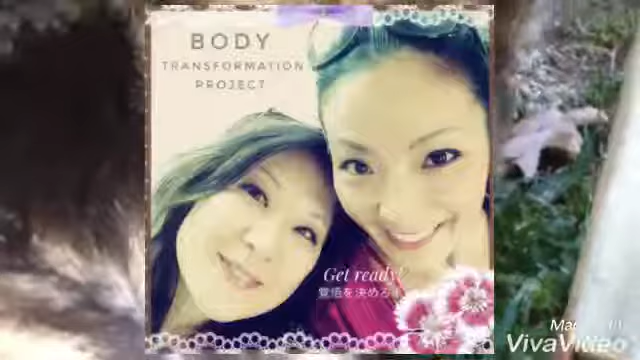 BODY
TRANSFORMATION
PROJECT
Get ready!
覚悟を決めろ
VivaVideo